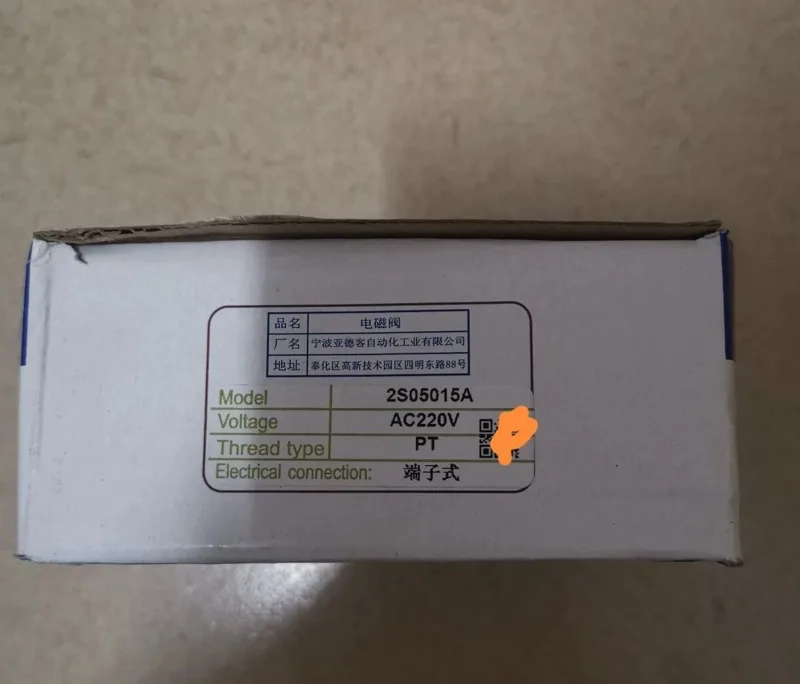 品名 电磁阀
厂名 宁波亚德客自动化工业有限公司
地址 奉化区高新技术园区四明东路88号
Model 2S05015A
Voltage AC220V
Thread type PT
Electrical connection: 端子式